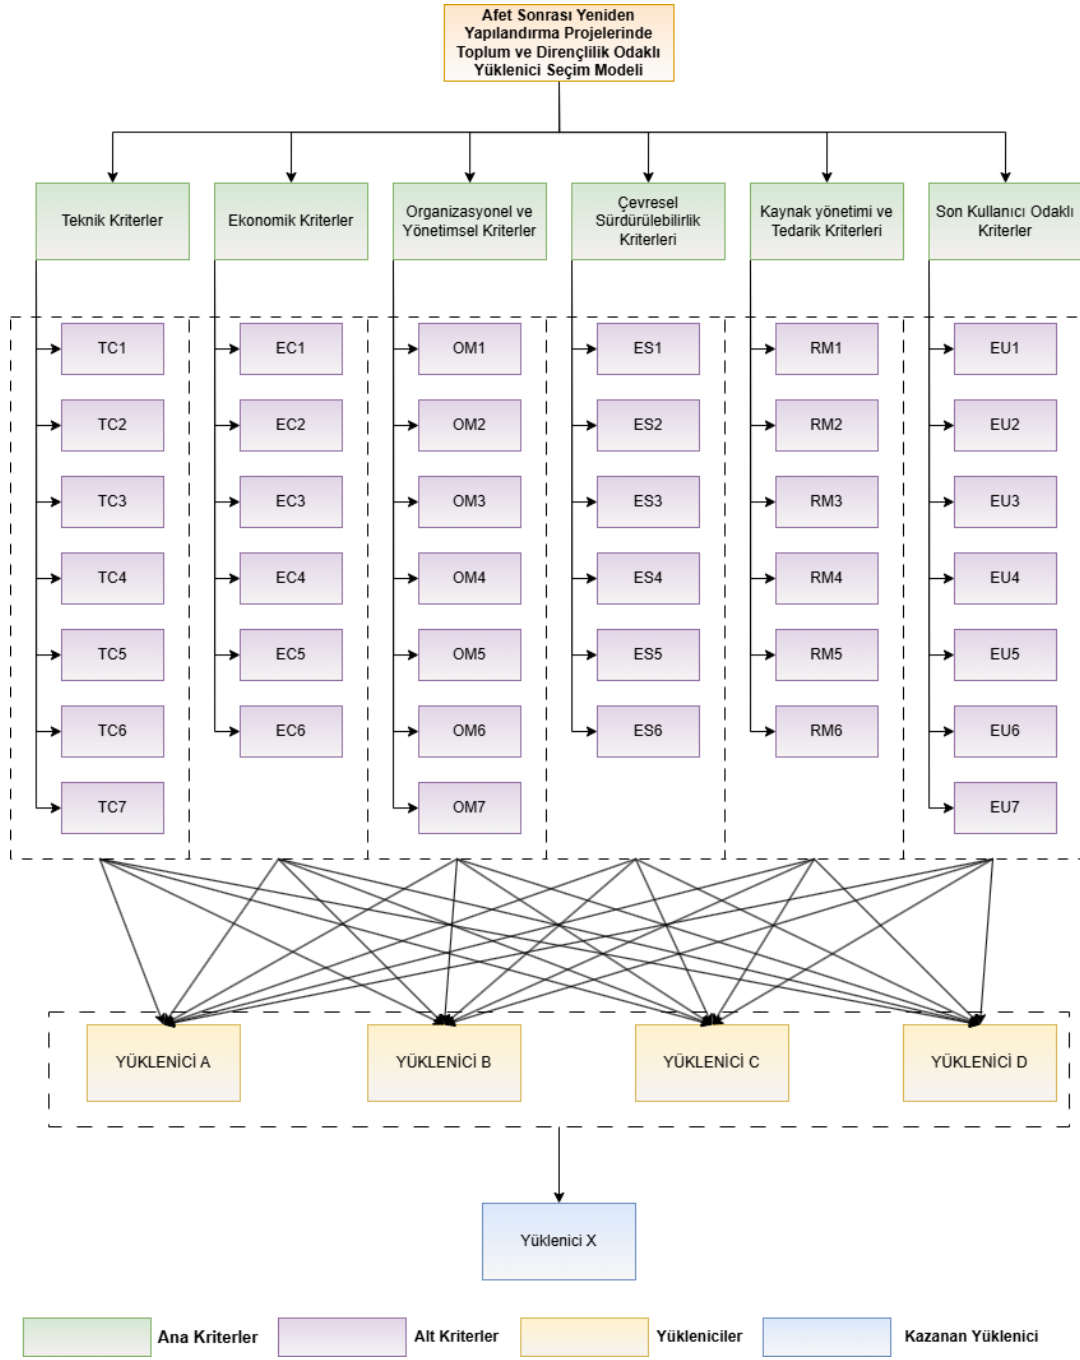 Afet Sonrası Yeniden
Yapılandırma Projelerinde
Toplum ve Dirençlilik Odaklı
Yüklenici Seçim Modeli
Teknik Kriterler
Ekonomik Kriterler
Organizasyonel ve
Yönetimsel Kriterler
Çevresel
Sürdürülebilirlik
Kriterleri
Kaynak yönetimi ve
Tedarik Kriterleri
Son Kullanıcı Odaklı
Kriterler
TC1
EC1
OM1
ES1
RM1
EU1
TC2
EC2
OM2
ES2
RM2
EU2
TC3
EC3
OM3
ES3
RM3
EU3
TC4
EC4
OM4
ES4
RM4
EU4
TC5
EC5
OM5
ES5
RM5
EU5
TC6
EC6
OM6
ES6
RM6
EU6
TC7
OM7
EU7
YÜKLENİCİ A
YÜKLENİCİ B
YÜKLENİCİ C
YÜKLENİCİ D
Yüklenici X
Ana Kriterler
Alt Kriterler
Yükleniciler
Kazanan Yüklenici